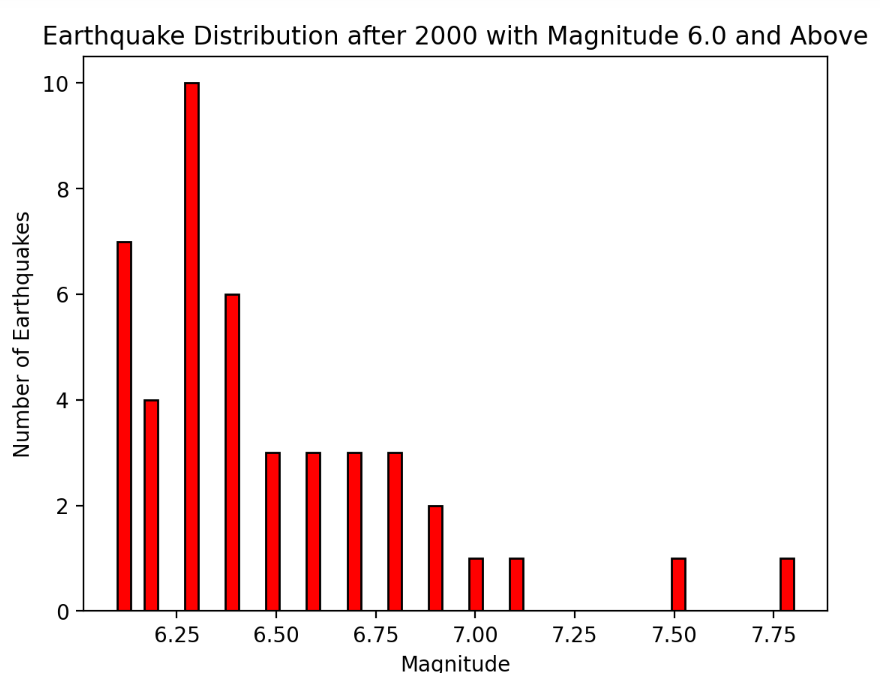 Earthquake Distribution after 2000 with Magnitude 6.0 and Above
Number of Earthquakes
10
8
6
4
2
0
6.25 6.50 6.75 7.00 7.25 7.50 7.75
Magnitude